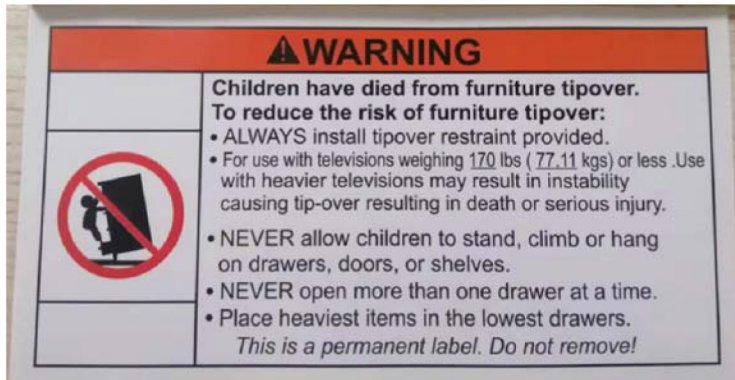 WARNING
Children have died from furniture tipover.
To reduce the risk of furniture tipover:
• ALWAYS install tipover restraint provided.
• For use with televisions weighing 170 lbs ( 77.11 kgs) or less .Use
with heavier televisions may result in instability
causing tip-over resulting in death or serious injury.
• NEVER allow children to stand, climb or hang
on drawers, doors, or shelves.
• NEVER open more than one drawer at a time.
• Place heaviest items in the lowest drawers.
This is a permanent label. Do not remove!